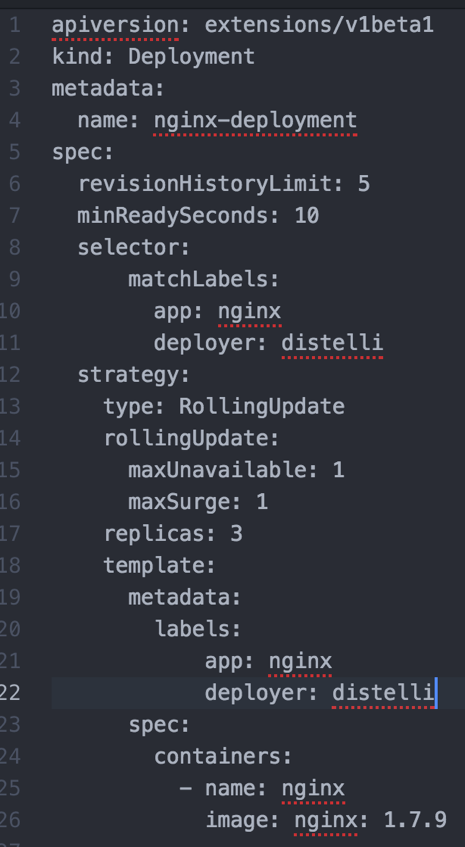 1 apiversion: extensions/v1beta1
2 kind: Deployment
3 metadata:
4   name: nginx-deployment
5 spec:
6   revisionHistoryLimit: 5
7   minReadySeconds: 10
8   selector:
9       matchLabels:
10         app: nginx
11         deployer: distelli
12   strategy:
13     type: RollingUpdate
14     rollingUpdate:
15       maxUnavailable: 1
16       maxSurge: 1
17     replicas: 3
18     template:
19       metadata:
20         labels:
21             app: nginx
22             deployer: distelli
23       spec:
24         containers:
25           - name: nginx
26             image: nginx: 1.7.9